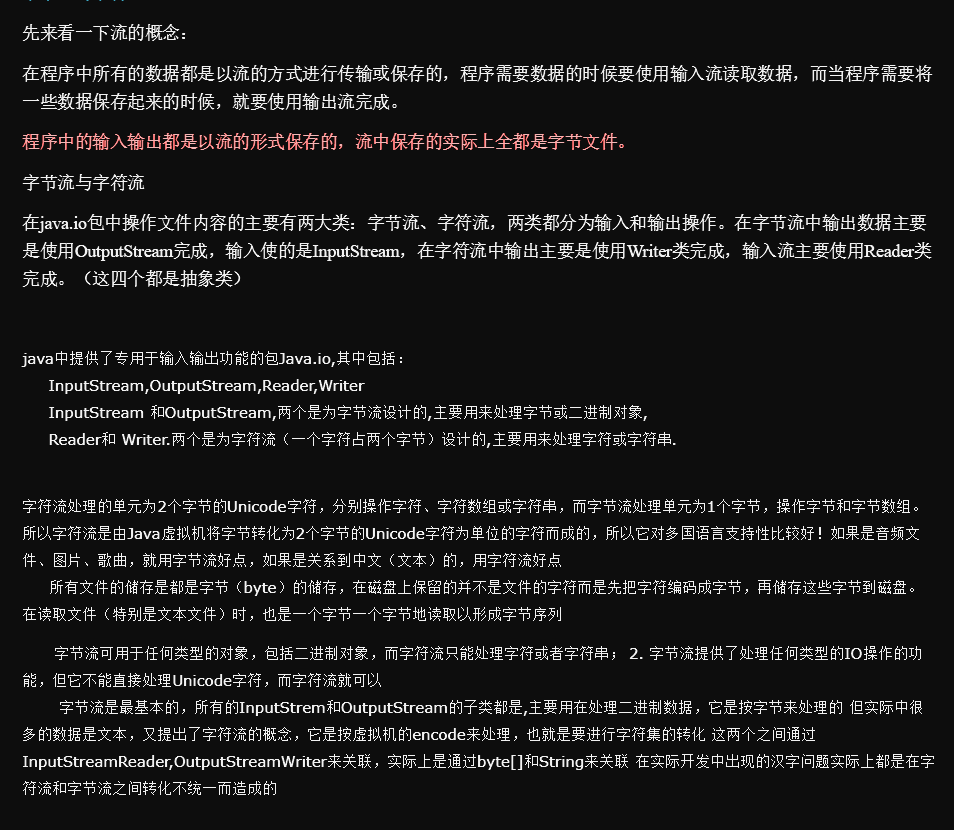 先来看一下流的概念：
在程序中所有的数据都是以流的方式进行传输或保存的，程序需要数据的时候要使用输入流读取数据，而当程序需要将
一些数据保存起来的时候，就要使用输出流完成。
程序中的输入输出都是以流的形式保存的，流中保存的实际上全都是字节文件。
字节流与字符流
在java.io包中操作文件内容的主要有两大类：字节流、字符流，两类都分为输入和输出操作。在字节流中输出数据主要
是使用OutputStream完成，输入使的是InputStream，在字符流中输出主要是使用Writer类完成，输入流主要使用Reader类
完成。（这四个都是抽象类）
java中提供了专用于输入输出功能的包Java.io,其中包括：
InputStream,OutputStream,Reader,Writer
InputStream 和OutputStream,两个是为字节流设计的,主要用来处理字节或二进制对象,
Reader和 Writer.两个是为字符流（一个字符占两个字节）设计的,主要用来处理字符或字符串.
字符流处理的单元为2个字节的Unicode字符，分别操作字符、字符数组或字符串，而字节流处理单元为1个字节，操作字节和字节数组。
所以字符流是由Java虚拟机将字节转化为2个字节的Unicode字符为单位的字符而成的，所以它对多国语言支持性比较好！如果是音频文
件、图片、歌曲，就用字节流好点，如果是关系到中文（文本）的，用字符流好点
所有文件的储存是都是字节（byte）的储存，在磁盘上保留的并不是文件的字符而是先把字符编码成字节，再储存这些字节到磁盘。
在读取文件（特别是文本文件）时，也是一个字节一个字节地读取以形成字节序列
字节流可用于任何类型的对象，包括二进制对象，而字符流只能处理字符或者字符串； 2. 字节流提供了处理任何类型的IO操作的功
能，但它不能直接处理Unicode字符，而字符流就可以
字节流是最基本的，所有的InputStrem和OutputStream的子类都是,主要用在处理二进制数据，它是按字节来处理的 但实际中很
多的数据是文本，又提出了字符流的概念，它是按虚拟机的encode来处理，也就是要进行字符集的转化 这两个之间通过
InputStreamReader,OutputStreamWriter来关联，实际上是通过byte[]和String来关联 在实际开发中出现的汉字问题实际上都是在字
符流和字节流之间转化不统一而造成的